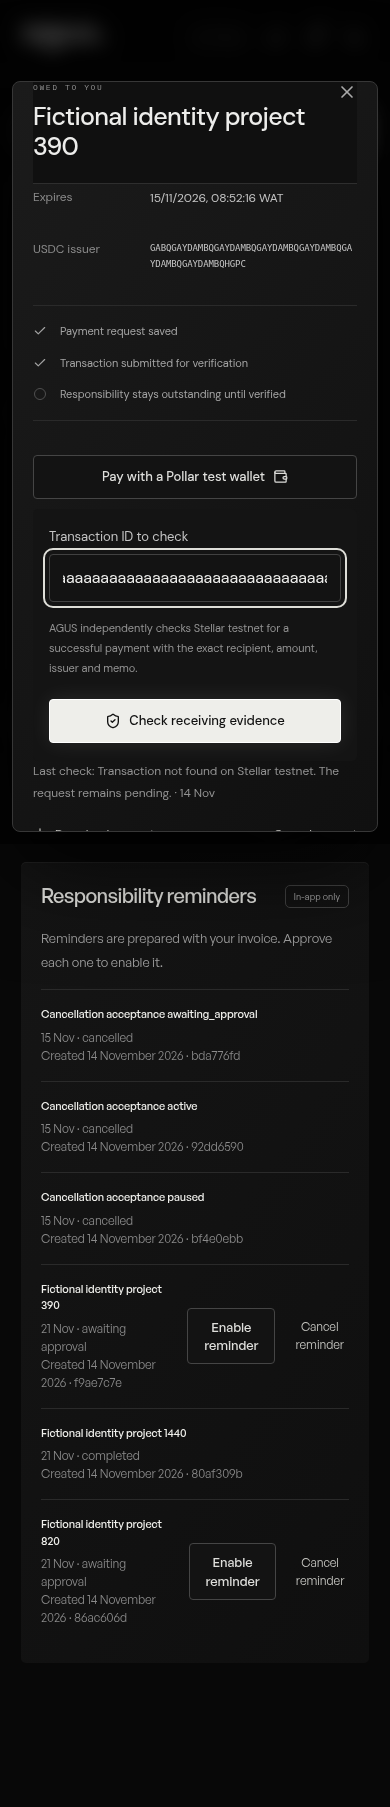 OWED TO YOU
Fictional identity project
390
Expires
15/11/2026, 08:52:16 WAT
USDC issuer
GABQGAYDAMBQGAYDAMBQGAYDAMBQGAYDAMBQGA
YDAMBQGAYDAMBQHGPC
Payment request saved
Transaction submitted for verification
Responsibility stays outstanding until verified
Pay with a Pollar test wallet
Transaction ID to check
aaaaaaaaaaaaaaaaaaaaaaaaaaaaaaaa
AGUS independently checks Stellar testnet for a
successful payment with the exact recipient, amount,
issuer and memo.
Check receiving evidence
Last check: Transaction not found on Stellar testnet. The
request remains pending. · 14 Nov
Responsibility reminders
In-app only
Reminders are prepared with your invoice. Approve
each one to enable it.
Cancellation acceptance awaiting_approval
15 Nov · cancelled
Created 14 November 2026 · bda776fd
Cancellation acceptance active
15 Nov · cancelled
Created 14 November 2026 · 92dd6590
Cancellation acceptance paused
15 Nov · cancelled
Created 14 November 2026 · bf4e0ebb
Fictional identity project
390
21 Nov · awaiting
approval
Created 14 November
2026 · f9ae7c7e
Enable
reminder
Cancel
reminder
Fictional identity project 1440
21 Nov · completed
Created 14 November 2026 · 80af309b
Fictional identity project
820
21 Nov · awaiting
approval
Created 14 November
2026 · 86ac606d
Enable
reminder
Cancel
reminder